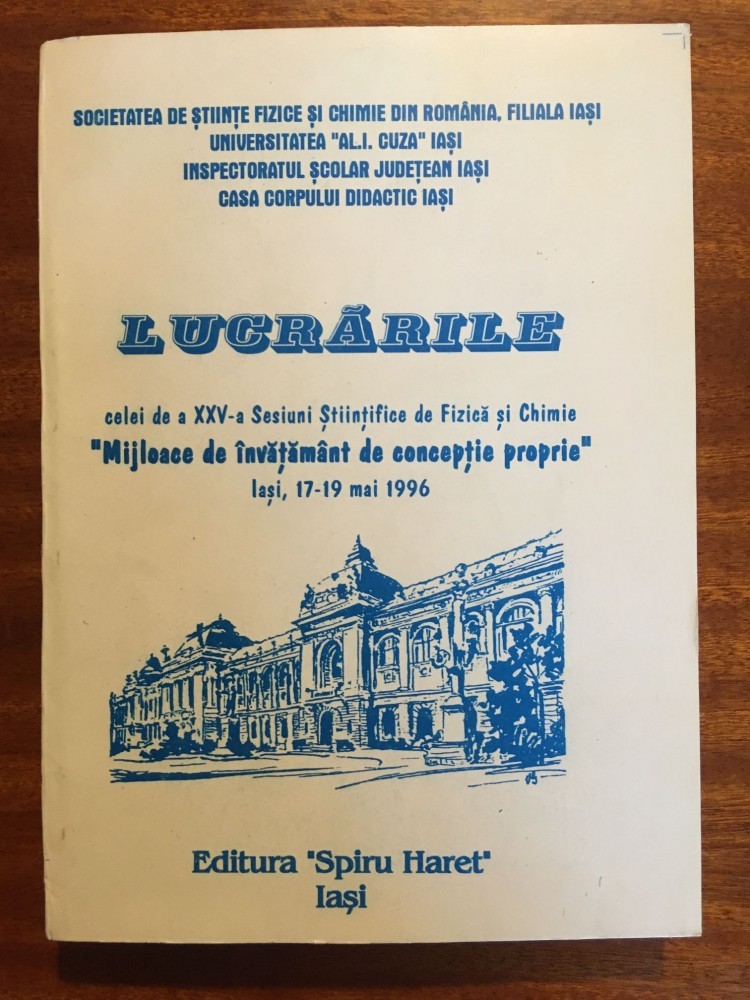 SOCIETATEA DE ȘTIINȚE FIZICE ȘI CHIMIE DIN ROMÂNIA, FILIALA IAȘI
UNIVERSITATEA "AL.I. CUZA" IAȘI
INSPECTORATUL ȘCOLAR JUDEȚEAN IAȘI
CASA CORPULUI DIDACTIC IAȘI
LUCRĂRILE
celei de a XXV-a Sesiuni Științifice de Fizică și Chimie
"Mijloace de învățământ de concepție proprie"
Iași, 17-19 mai 1996
Editura "Spiru Haret"
Iași